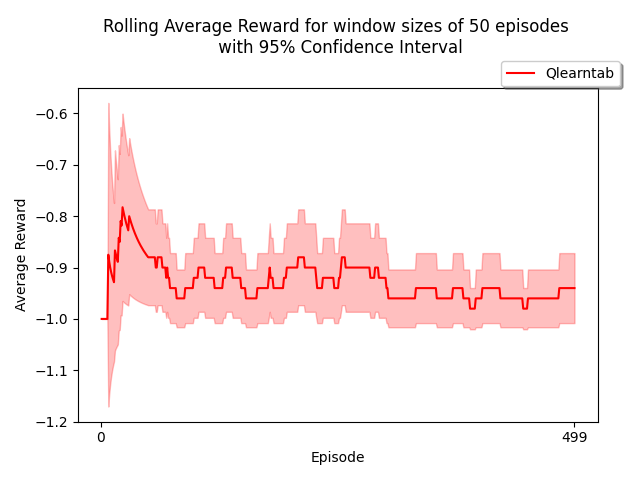 Rolling Average Reward for window sizes of 50 episodes
with 95% Confidence Interval
Qlearntab
−0.6
−0.7
−0.8
−0.9
−1.0
−1.1
−1.2
Average Reward
0
499
Episode